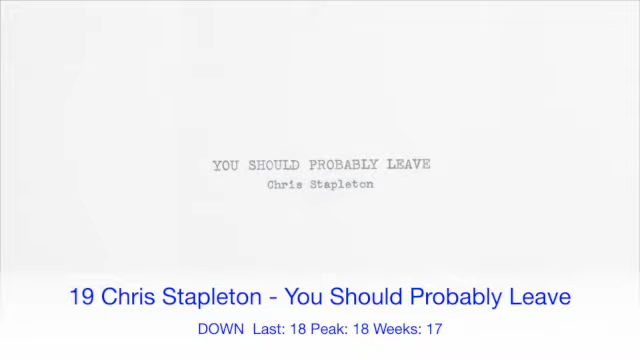 YOU SHOULD PROBABLY LEAVE
Chris Stapleton
19 Chris Stapleton - You Should Probably Leave
DOWN  Last: 18 Peak: 18 Weeks: 17